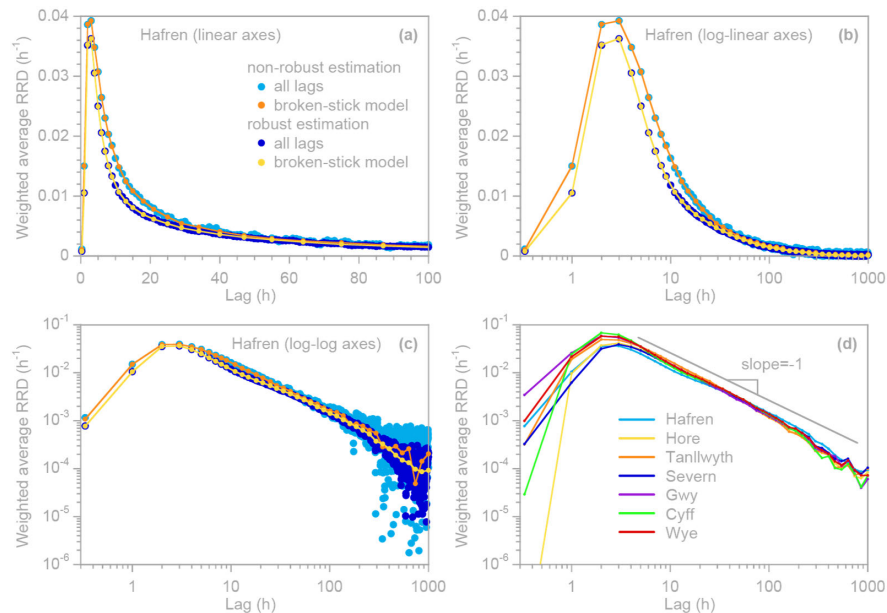 Hafren (linear axes) (a)
non-robust estimation
all lags
broken-stick model
robust estimation
all lags
broken-stick model
Weighted average RRD (h⁻¹)
0.04
0.03
0.02
0.01
0
0 20 40 60 80 100
Lag (h)
Hafren (log-linear axes) (b)
Weighted average RRD (h⁻¹)
0.04
0.03
0.02
0.01
0
1 10 100 1000
Lag (h)
Hafren (log-log axes) (c)
Weighted average RRD (h⁻¹)
10⁻¹
10⁻²
10⁻³
10⁻⁴
10⁻⁵
10⁻⁶
1 10 100 1000
Lag (h)
(d)
slope=-1
Hafren
Hore
Tanllwyth
Severn
Gwy
Cyff
Wye
Weighted average RRD (h⁻¹)
10⁻¹
10⁻²
10⁻³
10⁻⁴
10⁻⁵
10⁻⁶
1 10 100 1000
Lag (h)